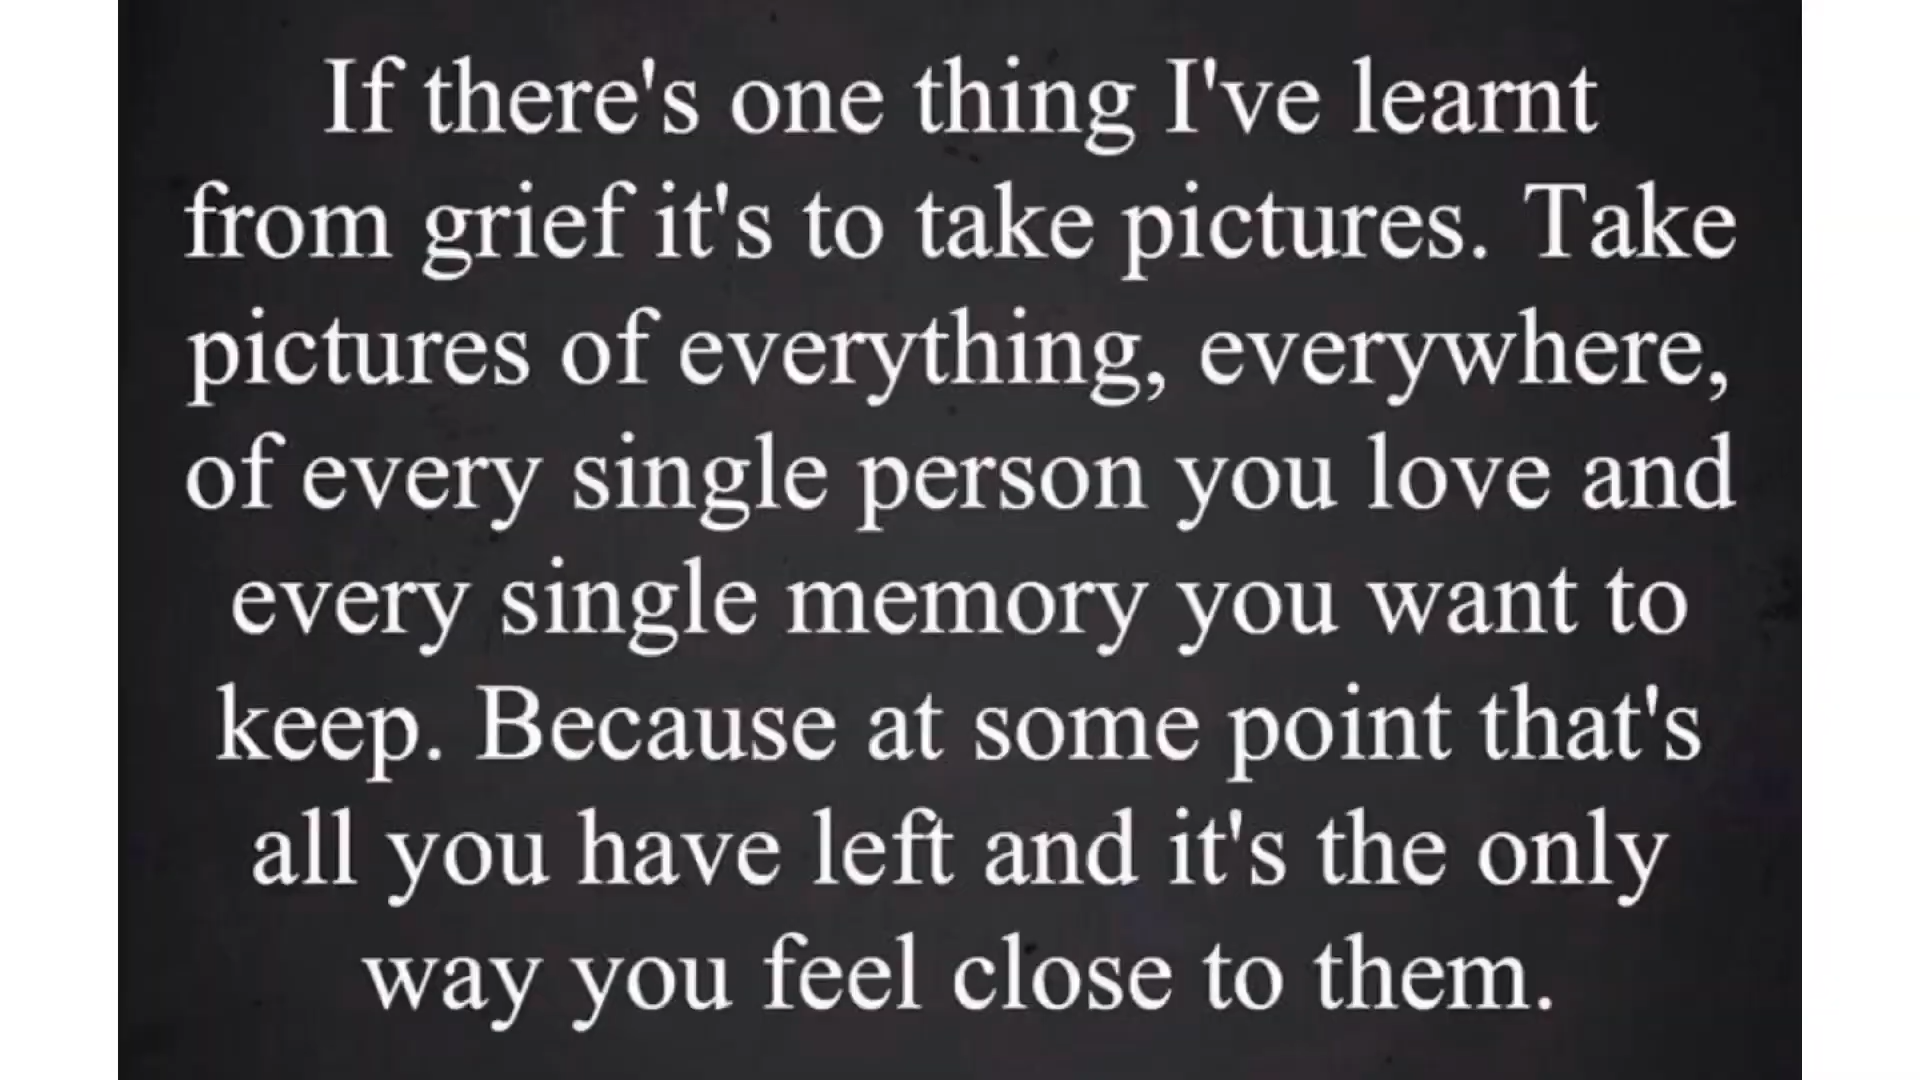 If there's one thing I've learnt
from grief it's to take pictures. Take
pictures of everything, everywhere,
of every single person you love and
every single memory you want to
keep. Because at some point that's
all you have left and it's the only
way you feel close to them.